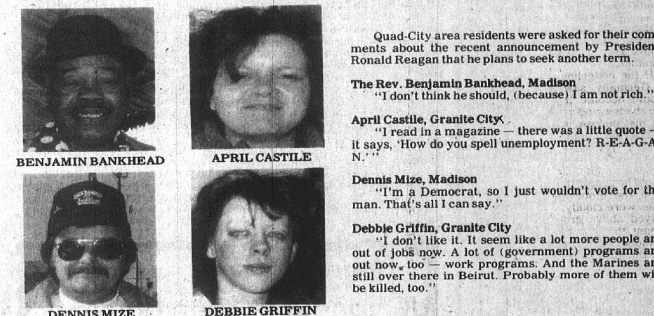 BENJAMIN BANKHEAD
APRIL CASTILE
DENNIS MIZE
DEBBIE GRIFFIN
Quad-City area residents were asked for their com
ments about the recent announcement by Presiden
Ronald Reagan that he plans to seek another term.
The Rev. Benjamin Bankhead, Madison
"I don't think he should, (because) I am not rich."
April Castile, Granite City
"I read in a magazine — there was a little quote –
it says, 'How do you spell unemployment? R-E-A-G-A
N.'"
Dennis Mize, Madison
"I'm a Democrat, so I just wouldn't vote for th
man. That's all I can say."
Debbie Griffin, Granite City
"I don't like it. It seem like a lot more people ar
out of jobs now. A lot of (government) programs ar
out now, too — work programs. And the Marines ar
still over there in Beirut. Probably more of them wi
be killed, too."